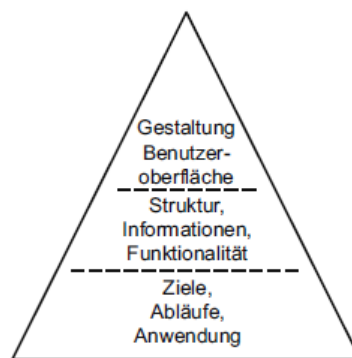 Gestaltung
Benutzer-
oberfläche
Struktur,
Informationen,
Funktionalität
Ziele,
Abläufe,
Anwendung